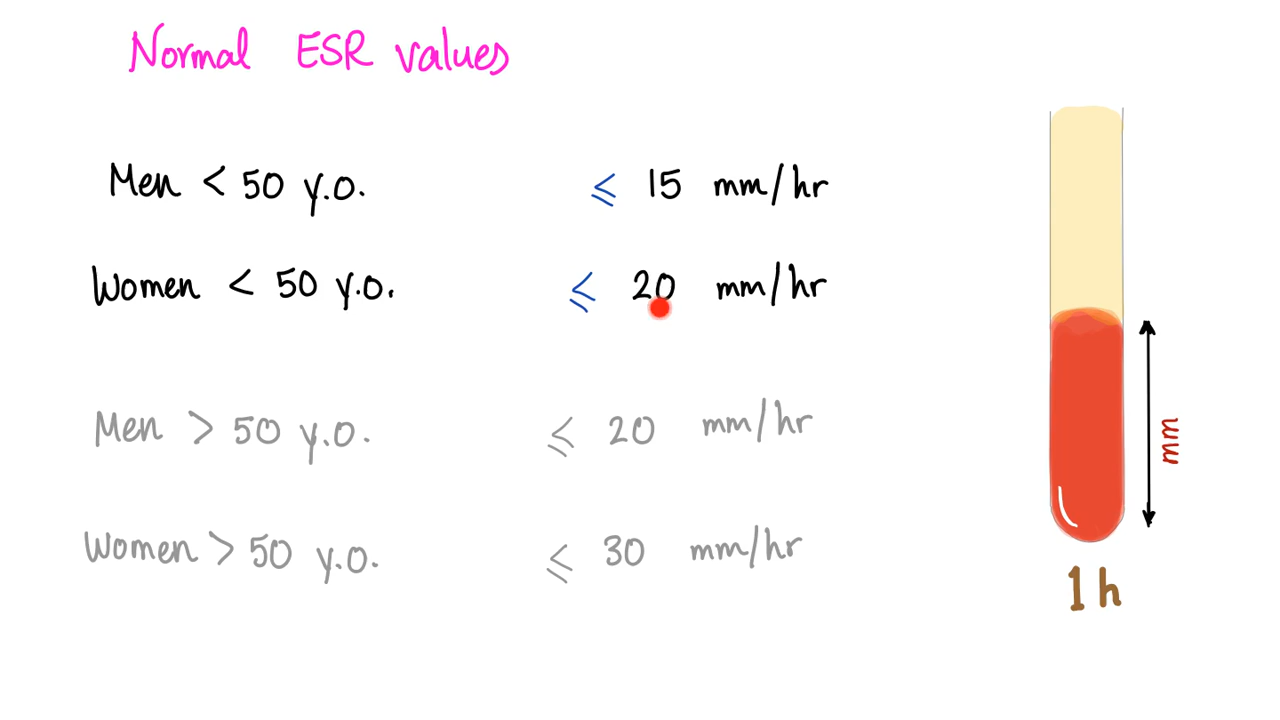 Normal ESR values
Men < 50 y.o. ≤ 15 mm/hr
Women < 50 y.o. ≤ 20 mm/hr
Men > 50 y.o. ≤ 20 mm/hr
Women > 50 y.o. ≤ 30 mm/hr
mm
1 h